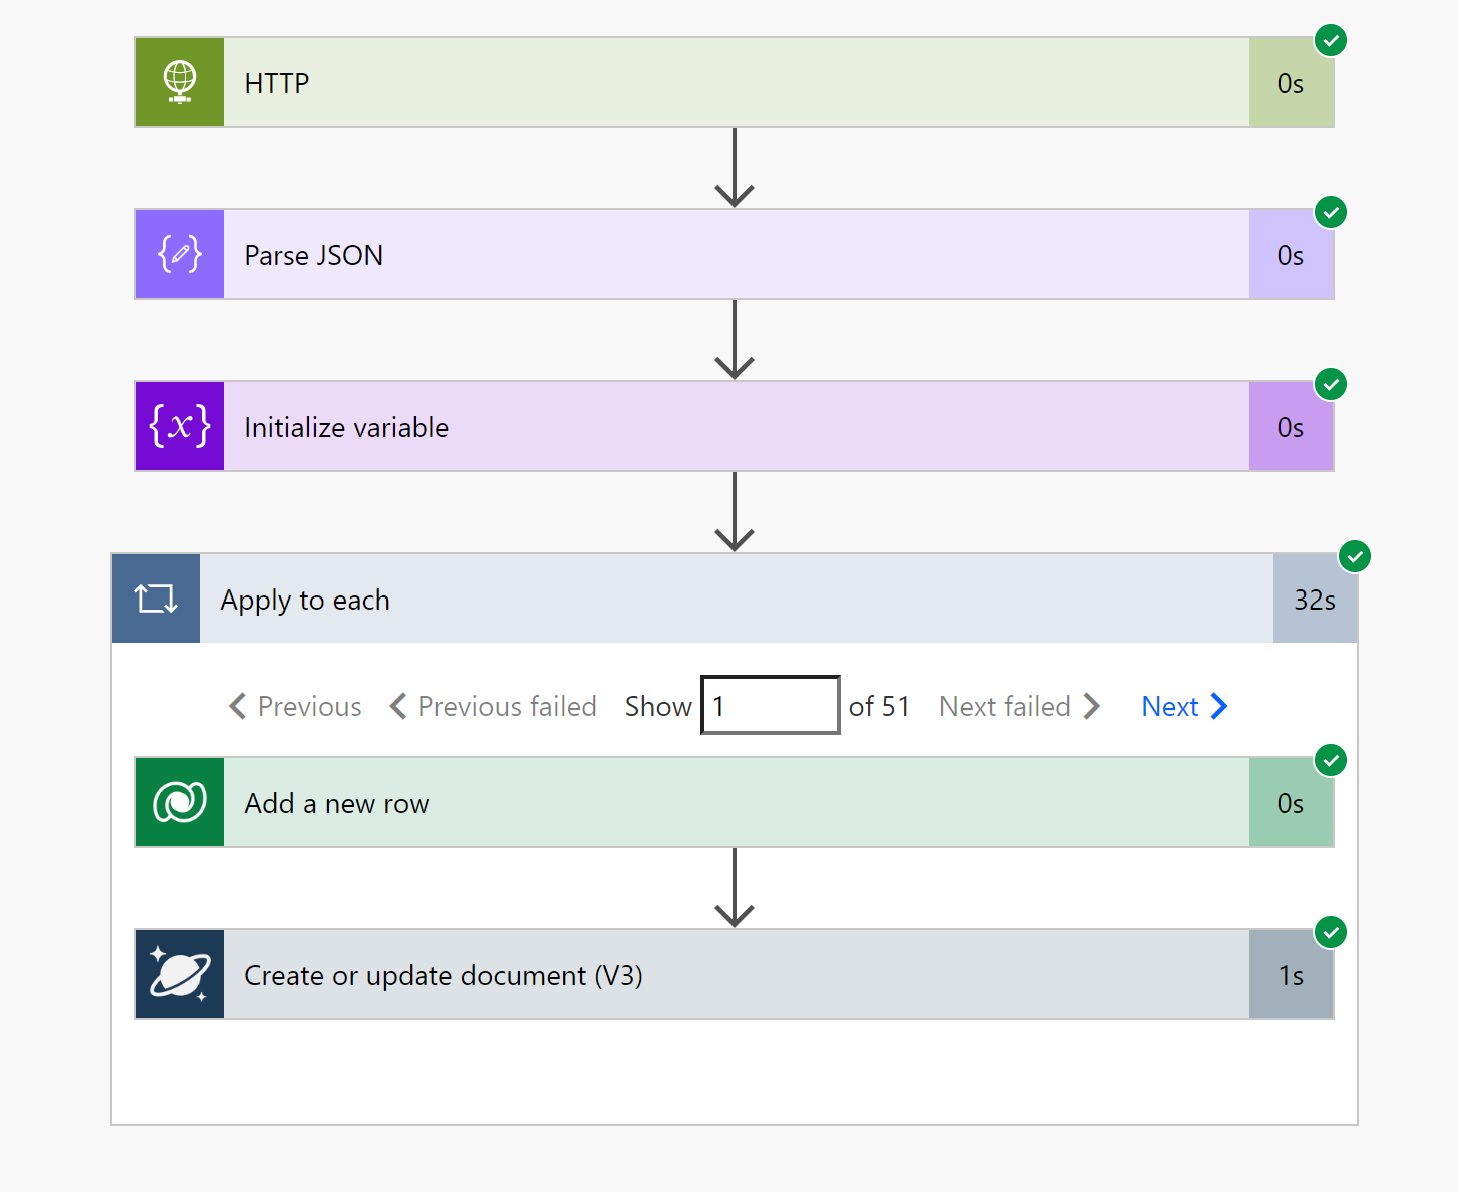 HTTP 0s
Parse JSON 0s
{x} Initialize variable 0s
Apply to each 32s
Previous Previous failed Show 1 of 51 Next failed Next
Add a new row 0s
Create or update document (V3) 1s